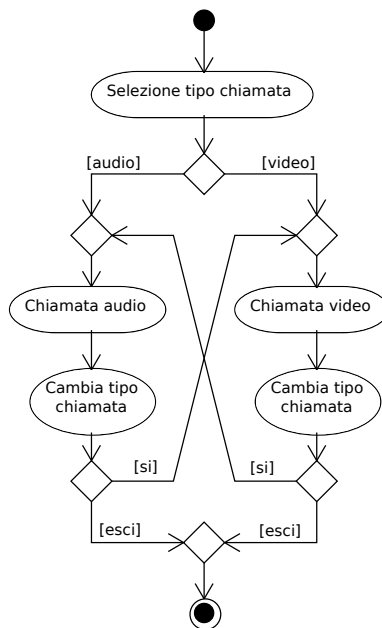 Selezione tipo chiamata
[audio]
[video]
Chiamata audio
Chiamata video
Cambia tipo
chiamata
Cambia tipo
chiamata
[si]
[si]
[esci]
[esci]